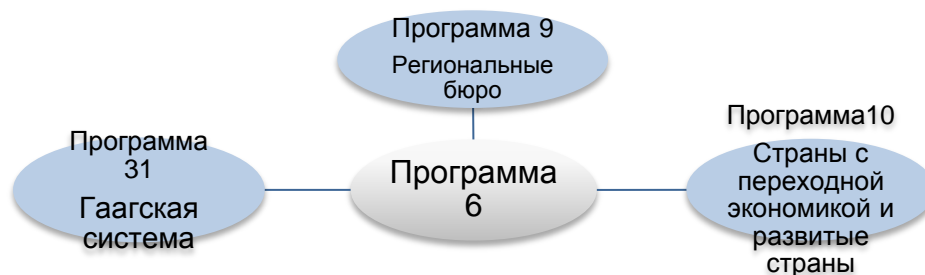 Программа 9
Региональные
бюро
Программа
31
Гаагская
система
Программа
6
Программа10
Страны с
переходной
экономикой и
развитые
страны